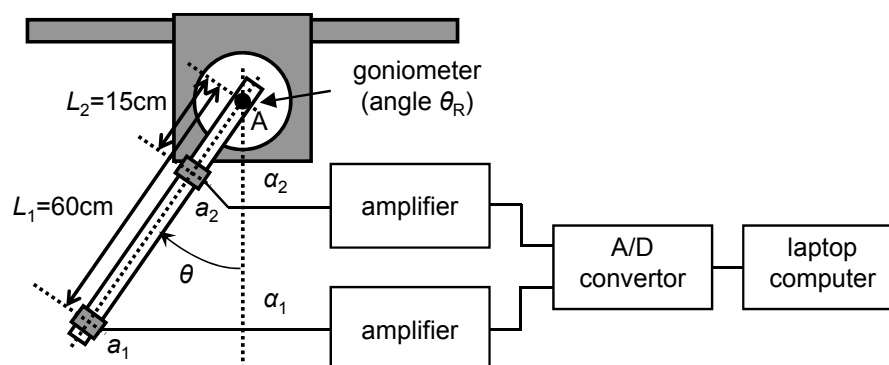 goniometer
(angle θR)
L2=15cm
A
α2
amplifier
a2
L1=60cm
A/D
convertor
laptop
computer
θ
α1
amplifier
a1